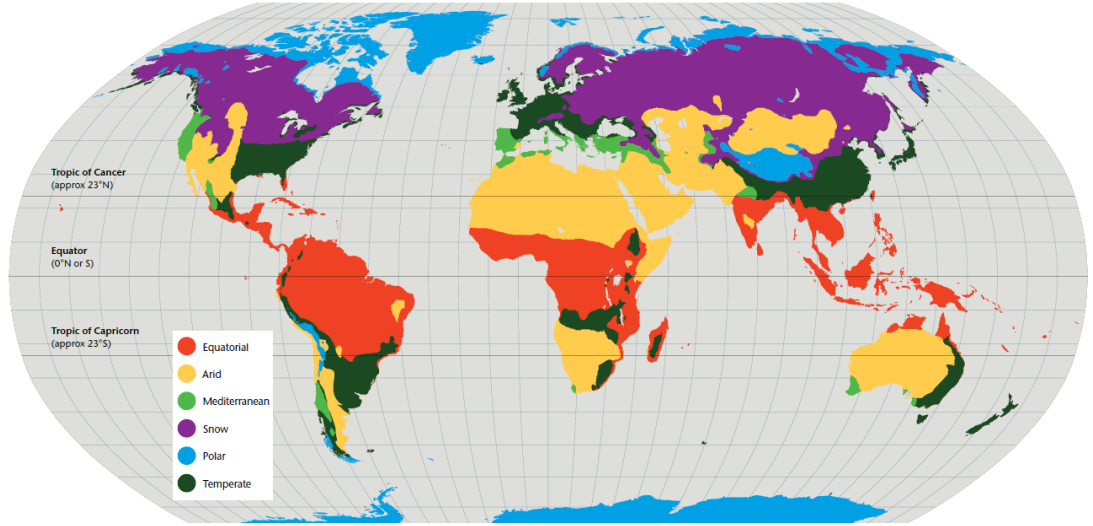 Tropic of Cancer
(approx 23°N)
Equator
(0°N or S)
Tropic of Capricorn
(approx 23°S)
Equatorial
Arid
Mediterranean
Snow
Polar
Temperate